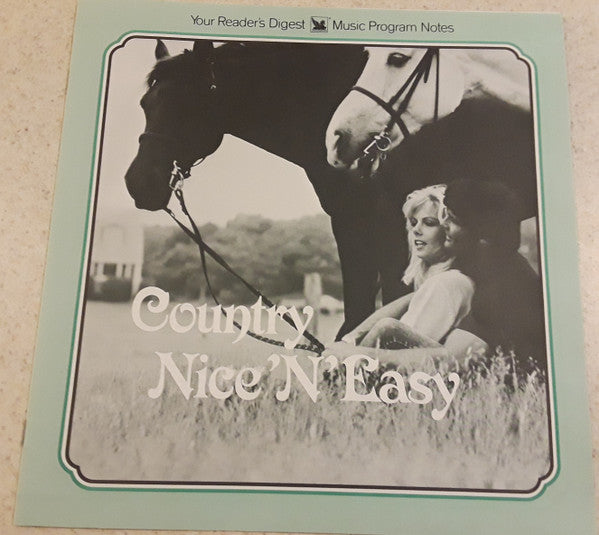 Your Reader's Digest Music Program Notes
Country
Nice 'N' Easy